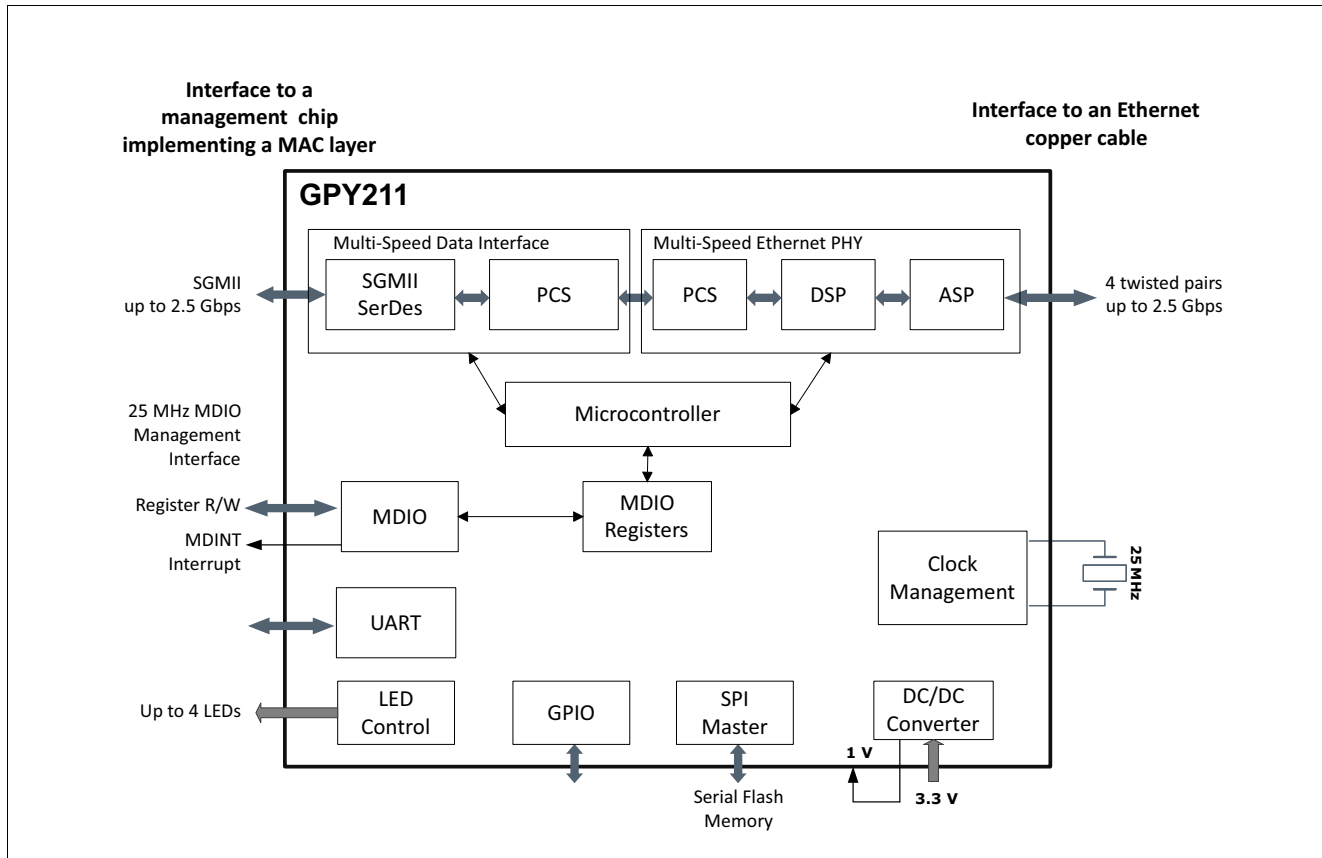 Interface to a
management chip
implementing a MAC layer
Interface to an Ethernet
copper cable
GPY211
Multi-Speed Data Interface
Multi-Speed Ethernet PHY
SGMII
up to 2.5 Gbps
SGMII
SerDes
PCS
PCS
DSP
ASP
4 twisted pairs
up to 2.5 Gbps
Microcontroller
25 MHz MDIO
Management
Interface
Register R/W
MDINT
Interrupt
MDIO
MDIO
Registers
Clock
Management
25 MHz
UART
Up to 4 LEDs
LED
Control
GPIO
SPI
Master
DC/DC
Converter
1 V
3.3 V
Serial Flash
Memory